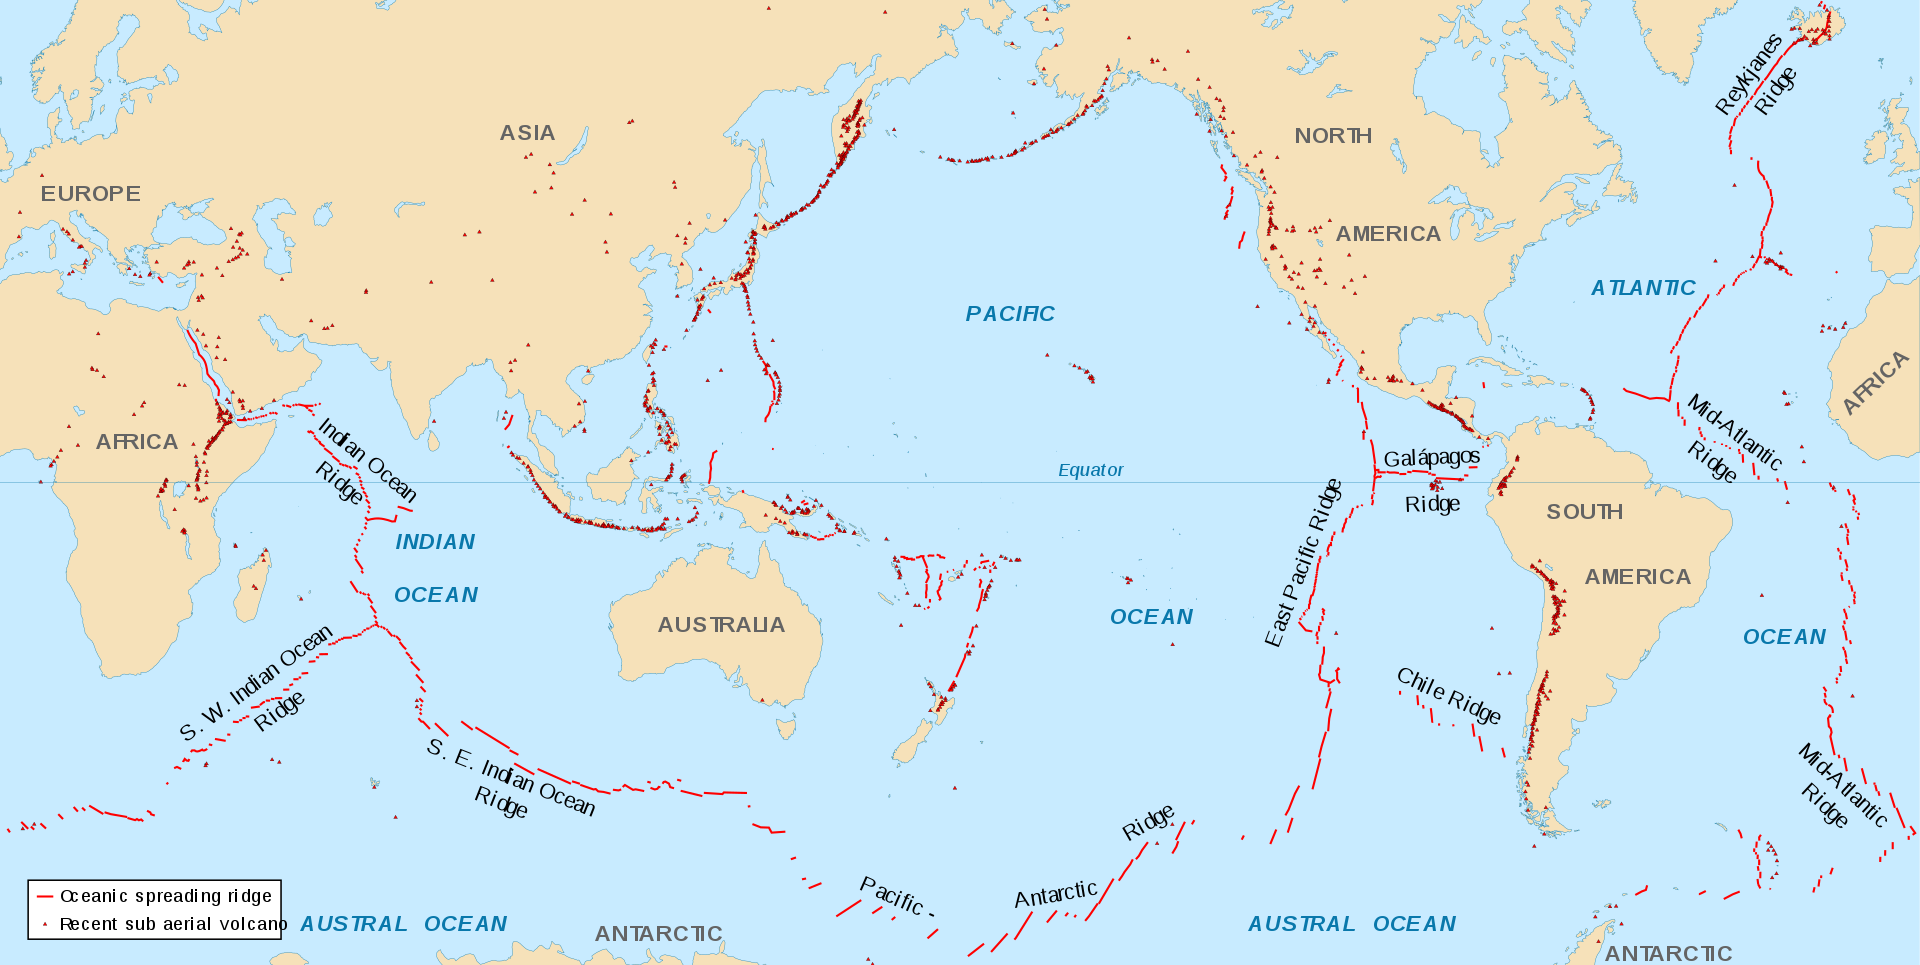 Reykjanes
Ridge
ASIA
NORTH
EUROPE
AMERICA
ATLANTIC
PACIFIC
AFRICA
Mid-Atlantic
Ridge
AFRICA
Indian Ocean
Ridge
Galápagos
Ridge
Equator
SOUTH
INDIAN
OCEAN
AMERICA
East Pacific Ridge
OCEAN
AUSTRALIA
OCEAN
S. W. Indian Ocean
Ridge
Chile Ridge
S. E. Indian Ocean
Ridge
Mid-Atlantic
Ridge
Ridge
Antarctic
Pacific -
Oceanic spreading ridge
Recent sub aerial volcano
AUSTRAL OCEAN
AUSTRAL OCEAN
ANTARCTIC
ANTARCTIC